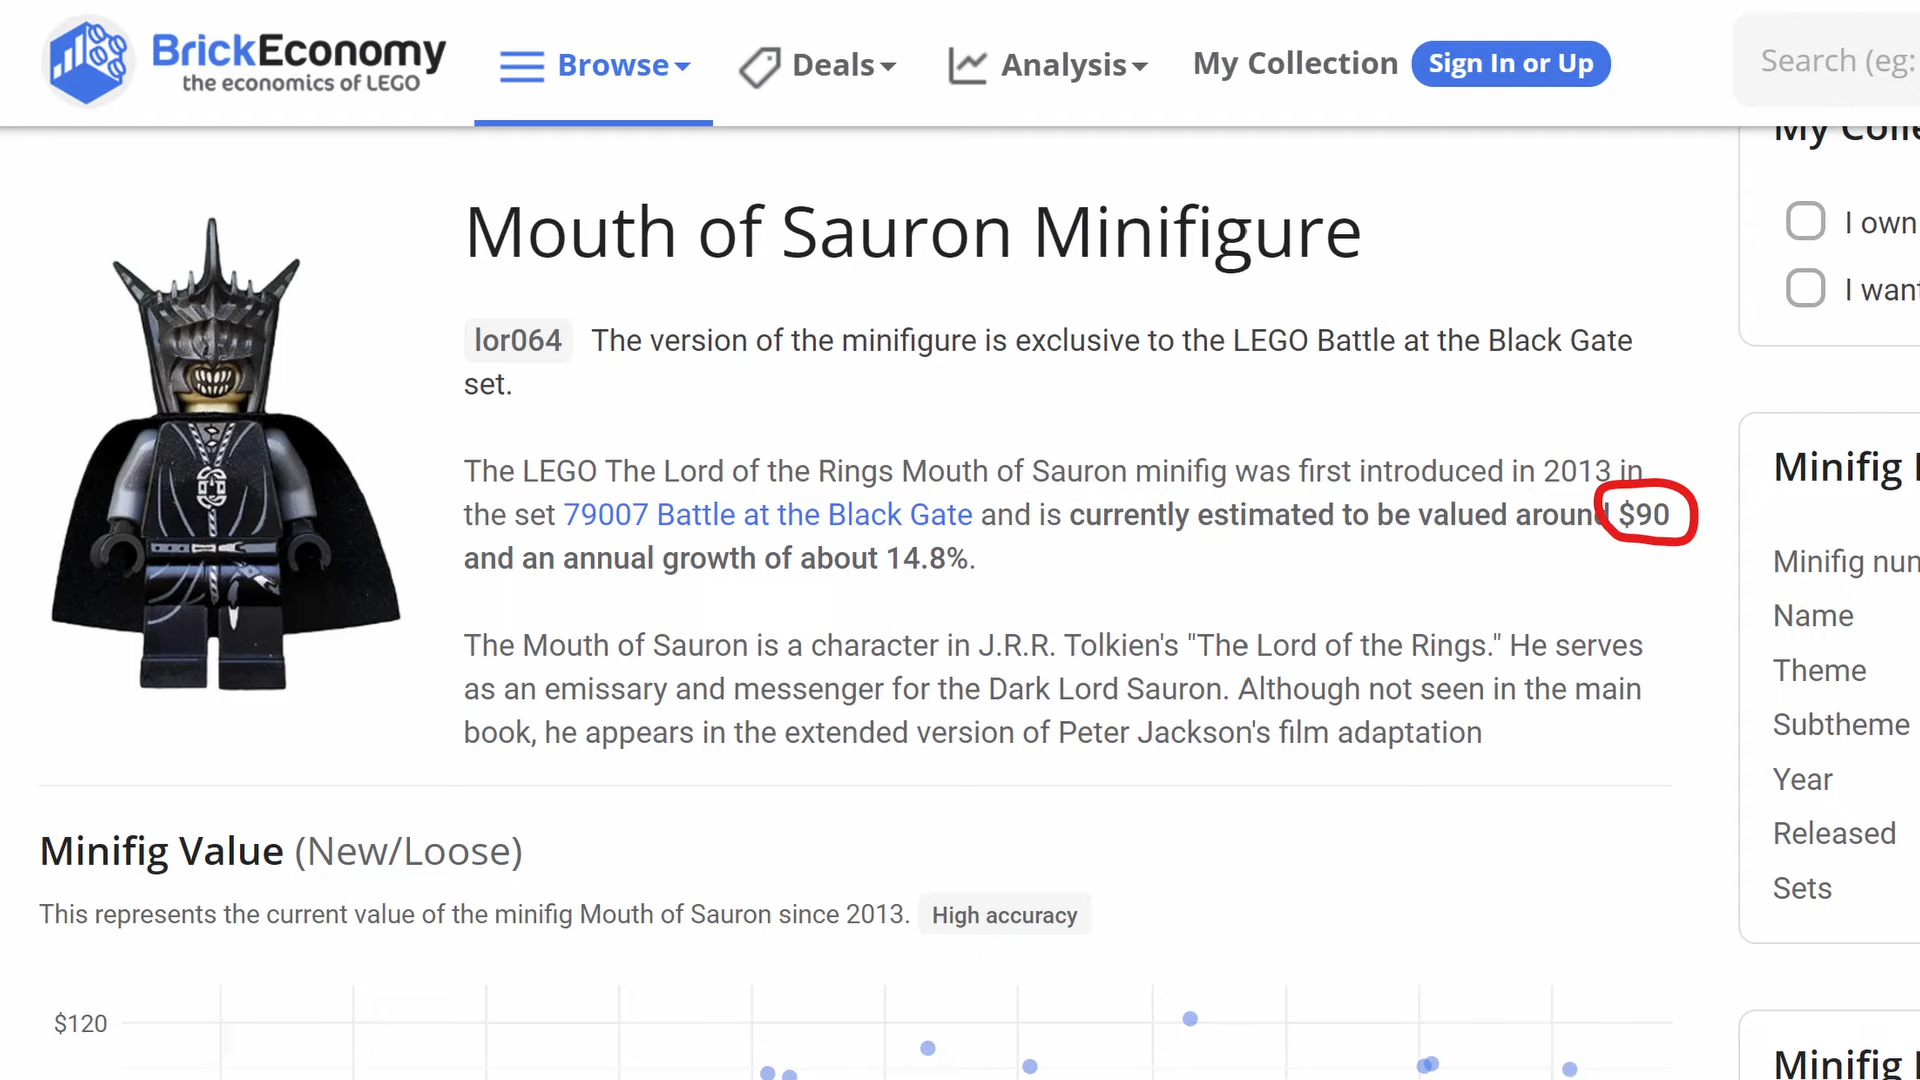 BrickEconomy
the economics of LEGO
Browse
Deals
Analysis
My Collection
Sign In or Up
Search (eg:
My Colle
I own
I want
Mouth of Sauron Minifigure
lor064 The version of the minifigure is exclusive to the LEGO Battle at the Black Gate
set.
The LEGO The Lord of the Rings Mouth of Sauron minifig was first introduced in 2013 in
the set 79007 Battle at the Black Gate and is currently estimated to be valued around $90
and an annual growth of about 14.8%.
The Mouth of Sauron is a character in J.R.R. Tolkien's "The Lord of the Rings." He serves
as an emissary and messenger for the Dark Lord Sauron. Although not seen in the main
book, he appears in the extended version of Peter Jackson's film adaptation
Minifig
Minifig num
Name
Theme
Subtheme
Year
Released
Sets
Minifig Value (New/Loose)
This represents the current value of the minifig Mouth of Sauron since 2013. High accuracy
$120
Minifig